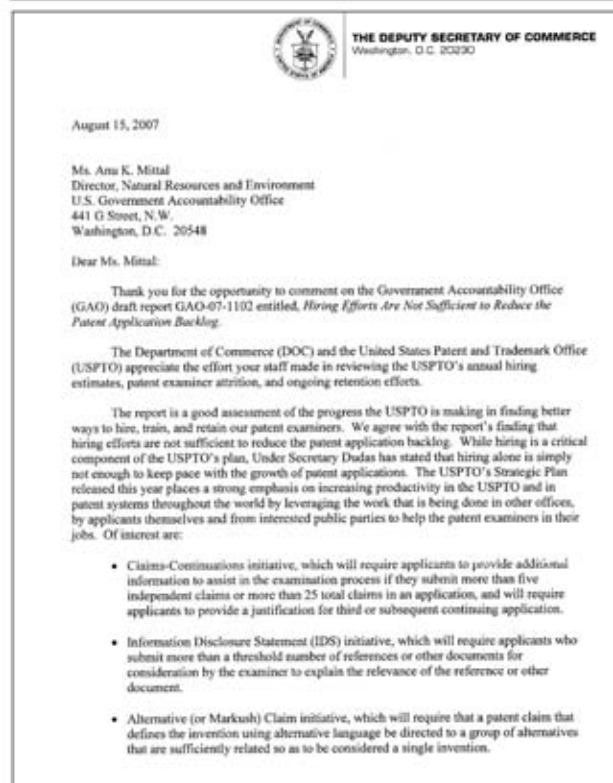 THE DEPUTY SECRETARY OF COMMERCE
Washington, D.C. 20230
August 15, 2007
Ms. Anu K. Mittal
Director, Natural Resources and Environment
U.S. Government Accountability Office
441 G Street, N.W.
Washington, D.C. 20548
Dear Ms. Mittal:
Thank you for the opportunity to comment on the Government Accountability Office
(GAO) draft report GAO-07-1102 entitled, Hiring Efforts Are Not Sufficient to Reduce the
Patent Application Backlog.
The Department of Commerce (DOC) and the United States Patent and Trademark Office
(USPTO) appreciate the effort your staff made in reviewing the USPTO's annual hiring
estimates, patent examiner attrition, and ongoing retention efforts.
The report is a good assessment of the progress the USPTO is making in finding better
ways to hire, train, and retain our patent examiners. We agree with the report's finding that
hiring efforts are not sufficient to reduce the patent application backlog. While hiring is a critical
component of the USPTO's plan, Under Secretary Dudas has stated that hiring alone is simply
not enough to keep pace with the growth of patent applications. The USPTO's Strategic Plan
released this year places a strong emphasis on increasing productivity in the USPTO and in
patent systems throughout the world by leveraging the work that is being done in other offices,
by applicants themselves and from interested public parties to help the patent examiners in their
jobs. Of interest are:
• Claims-Continuations initiative, which will require applicants to provide additional
information to assist in the examination process if they submit more than five
independent claims or more than 25 total claims in an application, and will require
applicants to provide a justification for third or subsequent continuing application.
• Information Disclosure Statement (IDS) initiative, which will require applicants who
submit more than a threshold number of references or other documents for
consideration by the examiner to explain the relevance of the reference or other
document.
• Alternative (or Markush) Claim initiative, which will require that a patent claim that
defines the invention using alternative language be directed to a group of alternatives
that are sufficiently related so as to be considered a single invention.